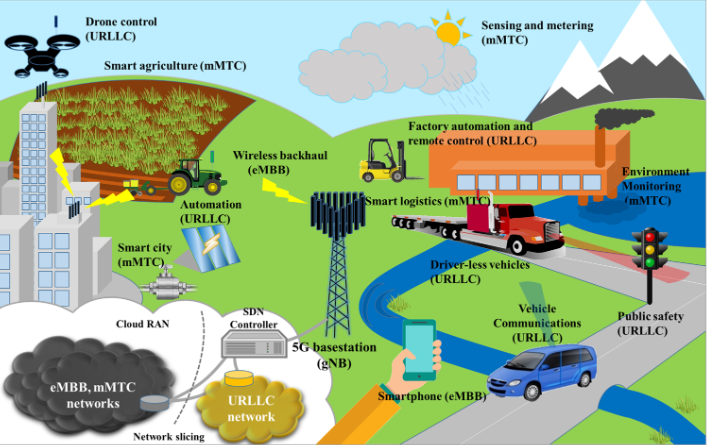 Drone control
(URLLC)
Sensing and metering
(mMTC)
Smart agriculture (mMTC)
Factory automation and
remote control (URLLC)
Wireless backhaul
(eMBB)
Environment
Monitoring
(mMTC)
Smart logistics (mMTC)
Automation
(URLLC)
Smart city
(mMTC)
Driver-less vehicles
(URLLC)
Vehicle
Communications
(URLLC)
Public safety
(URLLC)
Cloud RAN
SDN
Controller
5G basestation
(gNB)
eMBB, mMTC
networks
URLLC
network
Smartphone (eMBB)
Network slicing